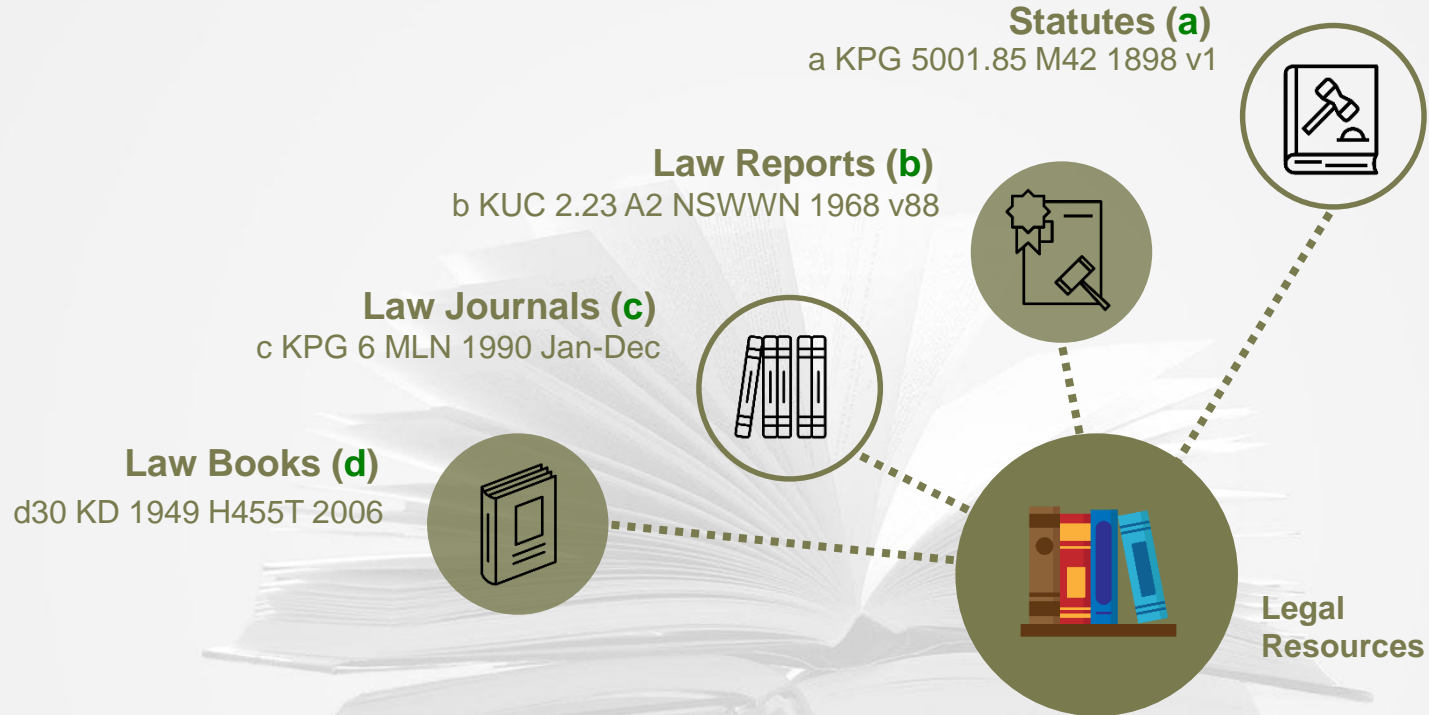 Statutes (a)
a KPG 5001.85 M42 1898 v1
Law Reports (b)
b KUC 2.23 A2 NSWWN 1968 v88
Law Journals (c)
c KPG 6 MLN 1990 Jan-Dec
Law Books (d)
d30 KD 1949 H455T 2006
Legal
Resources